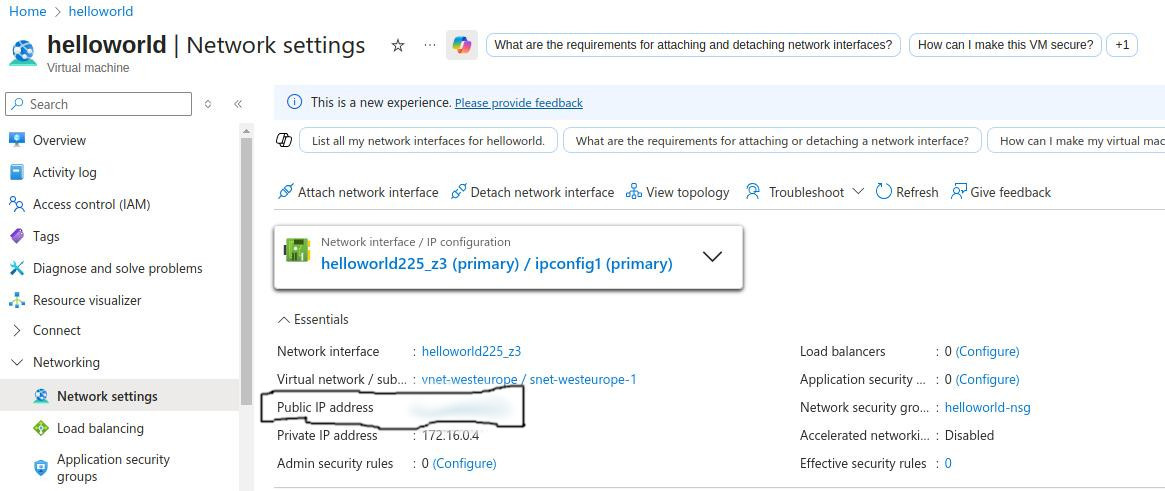 Home > helloworld
helloworld | Network settings
Virtual machine
What are the requirements for attaching and detaching network interfaces?
How can I make this VM secure?
+1
Search
Overview
Activity log
Access control (IAM)
Tags
Diagnose and solve problems
Resource visualizer
Connect
Networking
Network settings
Load balancing
Application security
groups
This is a new experience. Please provide feedback
List all my network interfaces for helloworld.
What are the requirements for attaching or detaching a network interface?
How can I make my virtual mac
Attach network interface
Detach network interface
View topology
Troubleshoot
Refresh
Give feedback
Network interface / IP configuration
helloworld225_z3 (primary) / ipconfig1 (primary)
Essentials
Network interface : helloworld225_z3
Virtual network / sub... : vnet-westeurope / snet-westeurope-1
Public IP address
Private IP address : 172.16.0.4
Admin security rules : 0 (Configure)
Load balancers : 0 (Configure)
Application security ... : 0 (Configure)
Network security gro... : helloworld-nsg
Accelerated networki... : Disabled
Effective security rules : 0